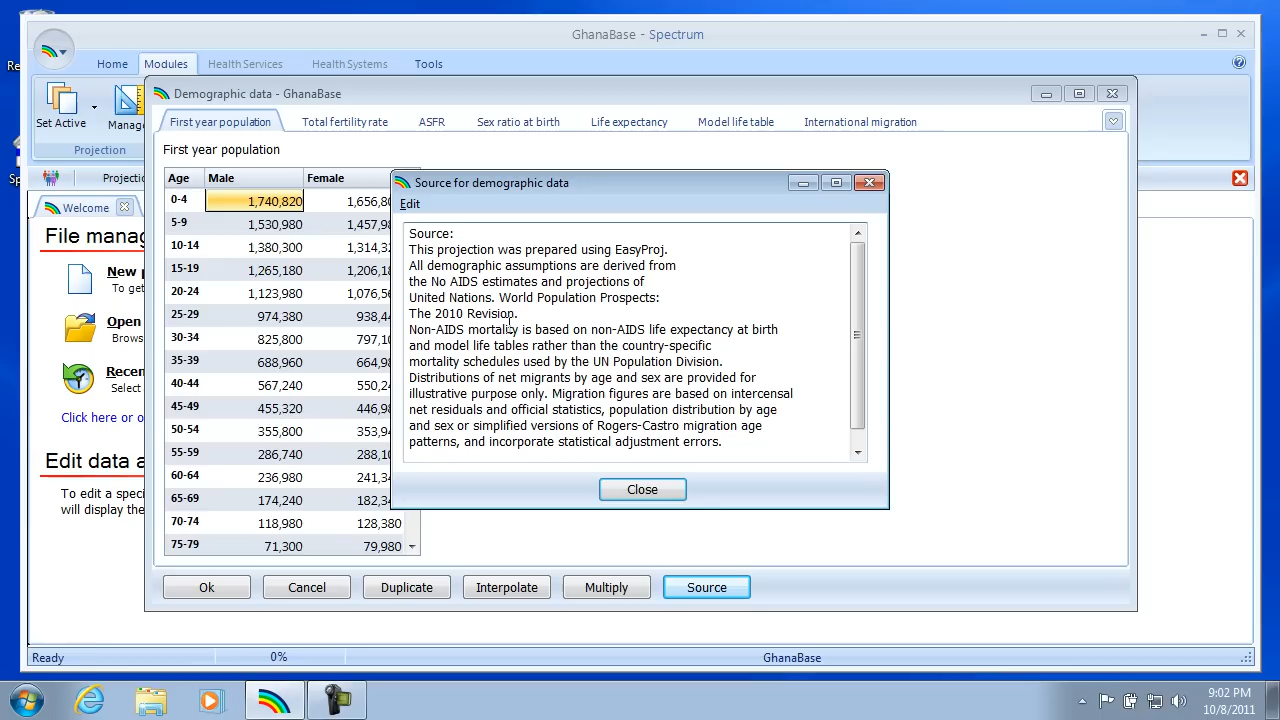 GhanaBase - Spectrum
Home Modules Health Services Health Systems Tools
Set Active
Manage
Projection
Demographic data - GhanaBase
First year population Total fertility rate ASFR Sex ratio at birth Life expectancy Model life table International migration
First year population
Age Male Female
0-4 1,740,820
5-9 1,530,980
10-14 1,380,300
15-19 1,265,180
20-24 1,123,980
25-29 974,380
30-34 825,800
35-39 688,960
40-44 567,240
45-49 455,320
50-54 355,800
55-59 286,740
60-64 236,980
65-69 174,240
70-74 118,980 128,380
75-79 71,300 79,980
Source for demographic data
Edit
Source:
This projection was prepared using EasyProj.
All demographic assumptions are derived from
the No AIDS estimates and projections of
United Nations. World Population Prospects:
The 2010 Revision.
Non-AIDS mortality is based on non-AIDS life expectancy at birth
and model life tables rather than the country-specific
mortality schedules used by the UN Population Division.
Distributions of net migrants by age and sex are provided for
illustrative purpose only. Migration figures are based on intercensal
net residuals and official statistics, population distribution by age
and sex or simplified versions of Rogers-Castro migration age
patterns, and incorporate statistical adjustment errors.
Close
Ok Cancel Duplicate Interpolate Multiply Source
Welcome
File
New
To
Open
Select
Click here
Edit data
To edit a
will display the
Ready 0% GhanaBase
9:02 PM
10/8/2011